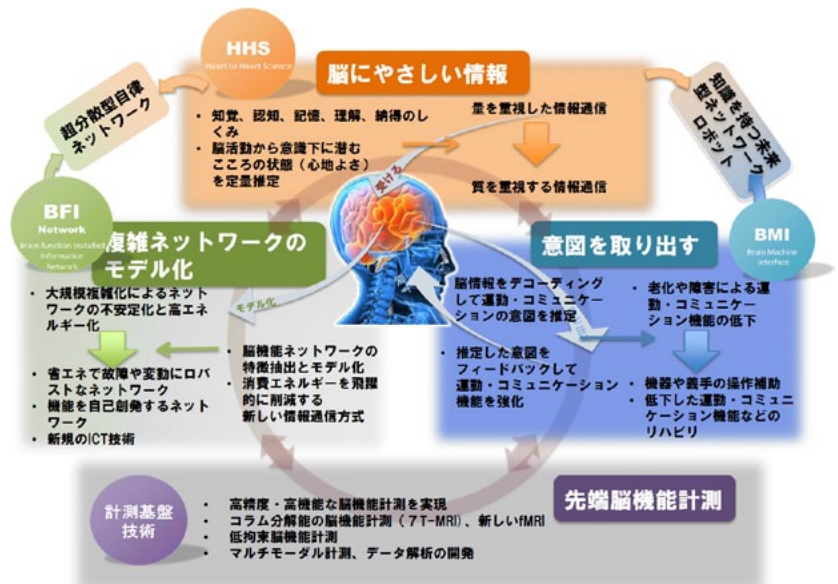 HHS
Heart to Heart Science
脳にやさしい情報
• 知覚、認知、記憶、理解、納得のし
くみ
• 脳活動から意識下に潜む
こころの状態（心地よさ）
を定量推定
量を重視した情報通信
質を重視する情報通信
超分散型自律
ネットワーク
知識を持つ未来
型ネットワーク
ロボット
受ける
BFI
Network
Brain-function installed
Information
Network
複雑ネットワークの
モデル化
• 大規模複雑化によるネット
ワークの不安定化と高エネ
ルギー化
モデル化
• 省エネで故障や変動にロバ
ストなネットワーク
• 機能を自己創発するネット
ワーク
• 新規のICT技術
• 脳機能ネットワークの
特徴抽出とモデル化
• 消費エネルギーを飛躍
的に削減する
新しい情報通信方式
意図を取り出す
BMI
Brain Machine
Interface
• 脳情報をデコーディング
して運動・コミュニケー
ションの意図を推定
• 推定した意図を
フィードバックして
運動・コミュニケーション
機能を強化
• 老化や障害による運
動・コミュニケー
ション機能の低下
• 機器や義手の操作補助
• 低下した運動・コミュニ
ケーション機能などの
リハビリ
計測基盤
技術
先端脳機能計測
• 高精度・高機能な脳機能計測を実現
• コラム分解能の脳機能計測（７T-MRI）、新しいfMRI
• 低拘束脳機能計測
• マルチモーダル計測、データ解析の開発